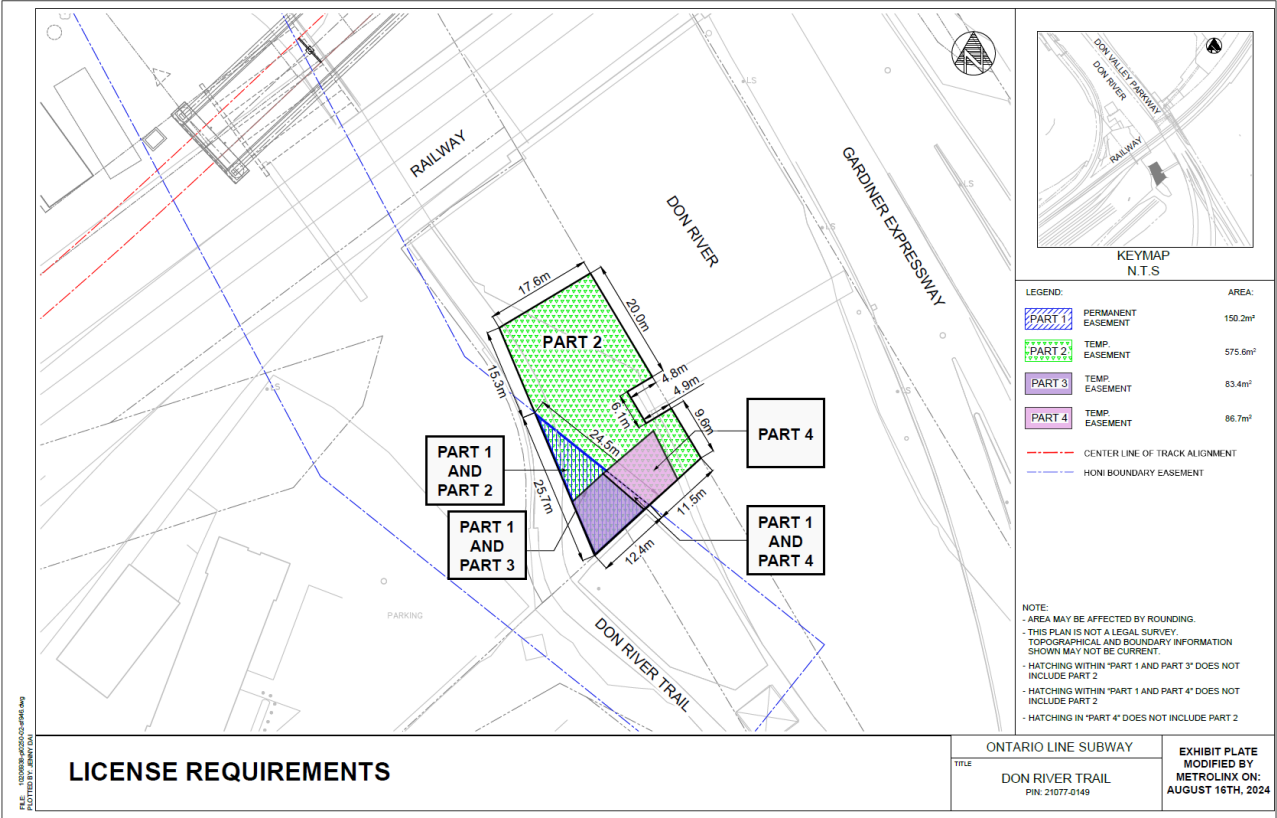 RAILWAY
DON RIVER
GARDINER EXPRESSWAY
LS
LS
LS
LS
LS
17.6m
20.0m
PART 2
15.3m
4.8m
4.9m
6.1m
9.6m
24.5m
25.7m
11.5m
12.4m
PART 1
AND
PART 2
PART 1
AND
PART 3
PART 4
PART 1
AND
PART 4
PARKING
DON RIVER TRAIL
DON VALLEY PARKWAY
DON RIVER
RAILWAY
KEYMAP
N.T.S
LEGEND:
AREA:
PART 1
PERMANENT
EASEMENT
150.2m²
PART 2
TEMP.
EASEMENT
575.6m²
PART 3
TEMP.
EASEMENT
83.4m²
PART 4
TEMP.
EASEMENT
86.7m²
CENTER LINE OF TRACK ALIGNMENT
HONI BOUNDARY EASEMENT
NOTE:
- AREA MAY BE AFFECTED BY ROUNDING.
- THIS PLAN IS NOT A LEGAL SURVEY.
TOPOGRAPHICAL AND BOUNDARY INFORMATION
SHOWN MAY NOT BE CURRENT.
- HATCHING WITHIN "PART 1 AND PART 3" DOES NOT
INCLUDE PART 2
- HATCHING WITHIN "PART 1 AND PART 4" DOES NOT
INCLUDE PART 2
- HATCHING IN "PART 4" DOES NOT INCLUDE PART 2
FILE:
PLOTTED BY: JENNY DAI
LICENSE REQUIREMENTS
ONTARIO LINE SUBWAY
TITLE
DON RIVER TRAIL
PIN: 21077-0149
EXHIBIT PLATE
MODIFIED BY
METROLINX ON:
AUGUST 16TH, 2024